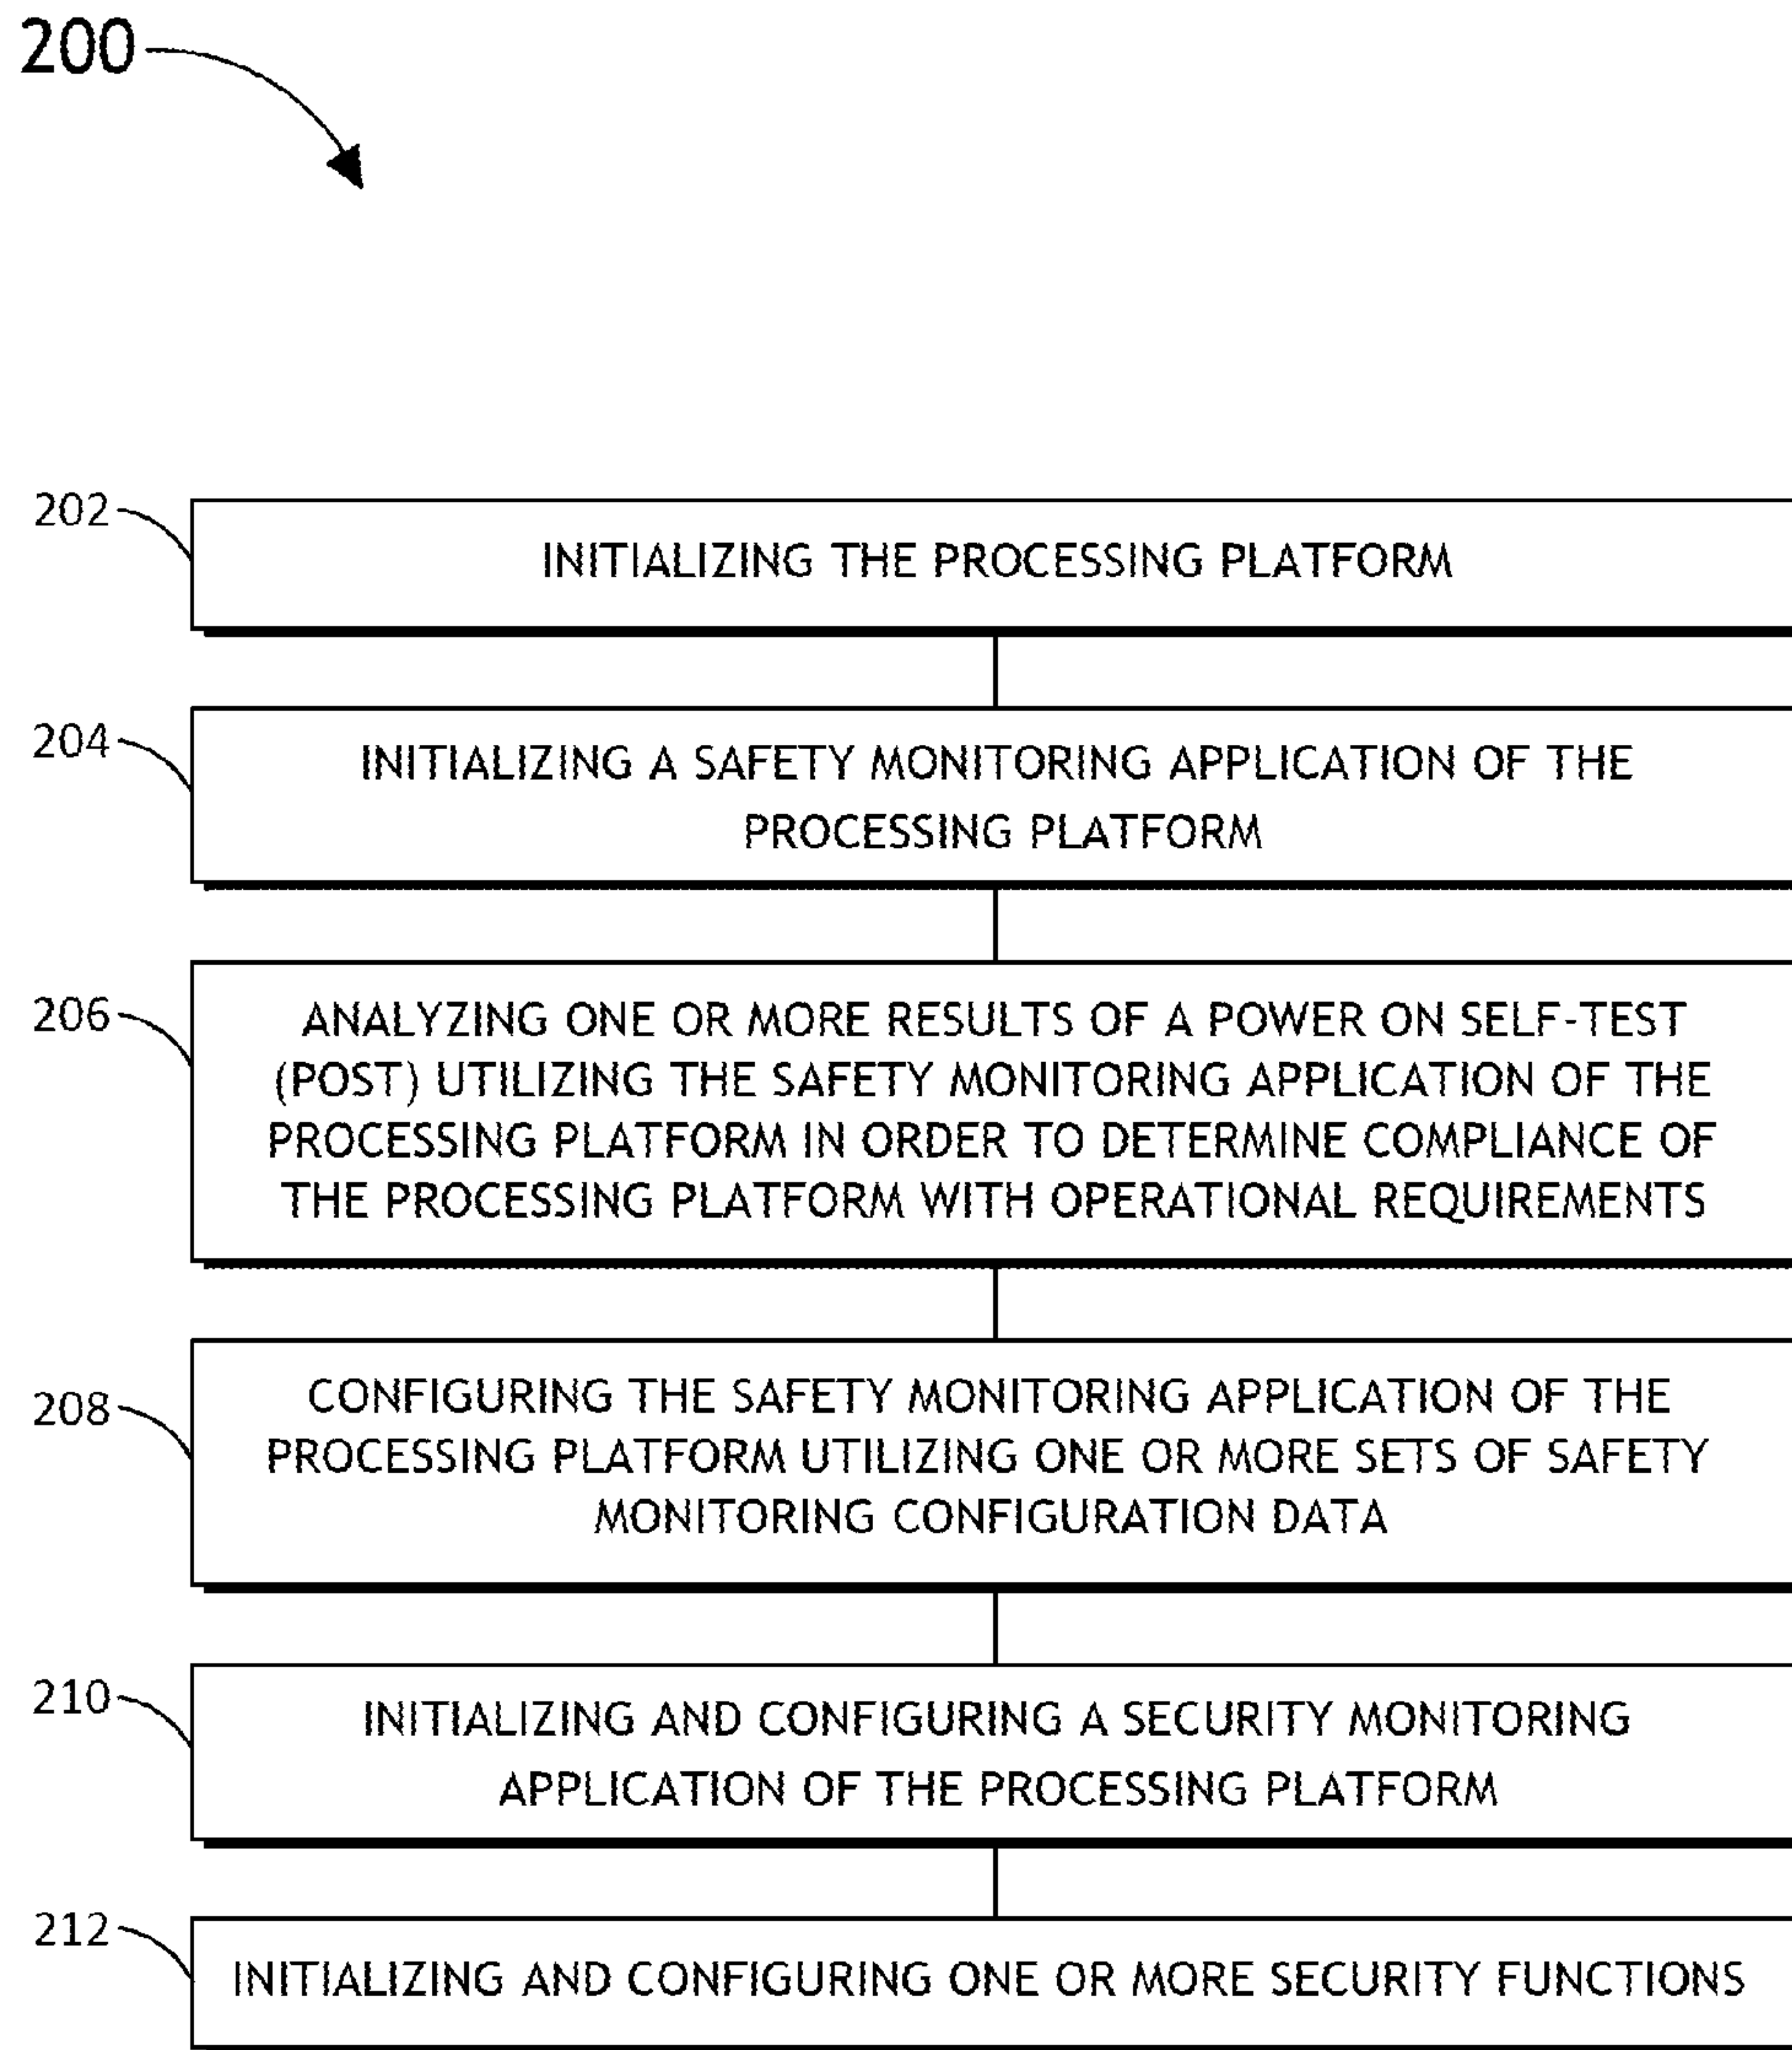 200
202
INITIALIZING THE PROCESSING PLATFORM
204
INITIALIZING A SAFETY MONITORING APPLICATION OF THE
PROCESSING PLATFORM
206
ANALYZING ONE OR MORE RESULTS OF A POWER ON SELF-TEST
(POST) UTILIZING THE SAFETY MONITORING APPLICATION OF THE
PROCESSING PLATFORM IN ORDER TO DETERMINE COMPLIANCE OF
THE PROCESSING PLATFORM WITH OPERATIONAL REQUIREMENTS
208
CONFIGURING THE SAFETY MONITORING APPLICATION OF THE
PROCESSING PLATFORM UTILIZING ONE OR MORE SETS OF SAFETY
MONITORING CONFIGURATION DATA
210
INITIALIZING AND CONFIGURING A SECURITY MONITORING
APPLICATION OF THE PROCESSING PLATFORM
212
INITIALIZING AND CONFIGURING ONE OR MORE SECURITY FUNCTIONS